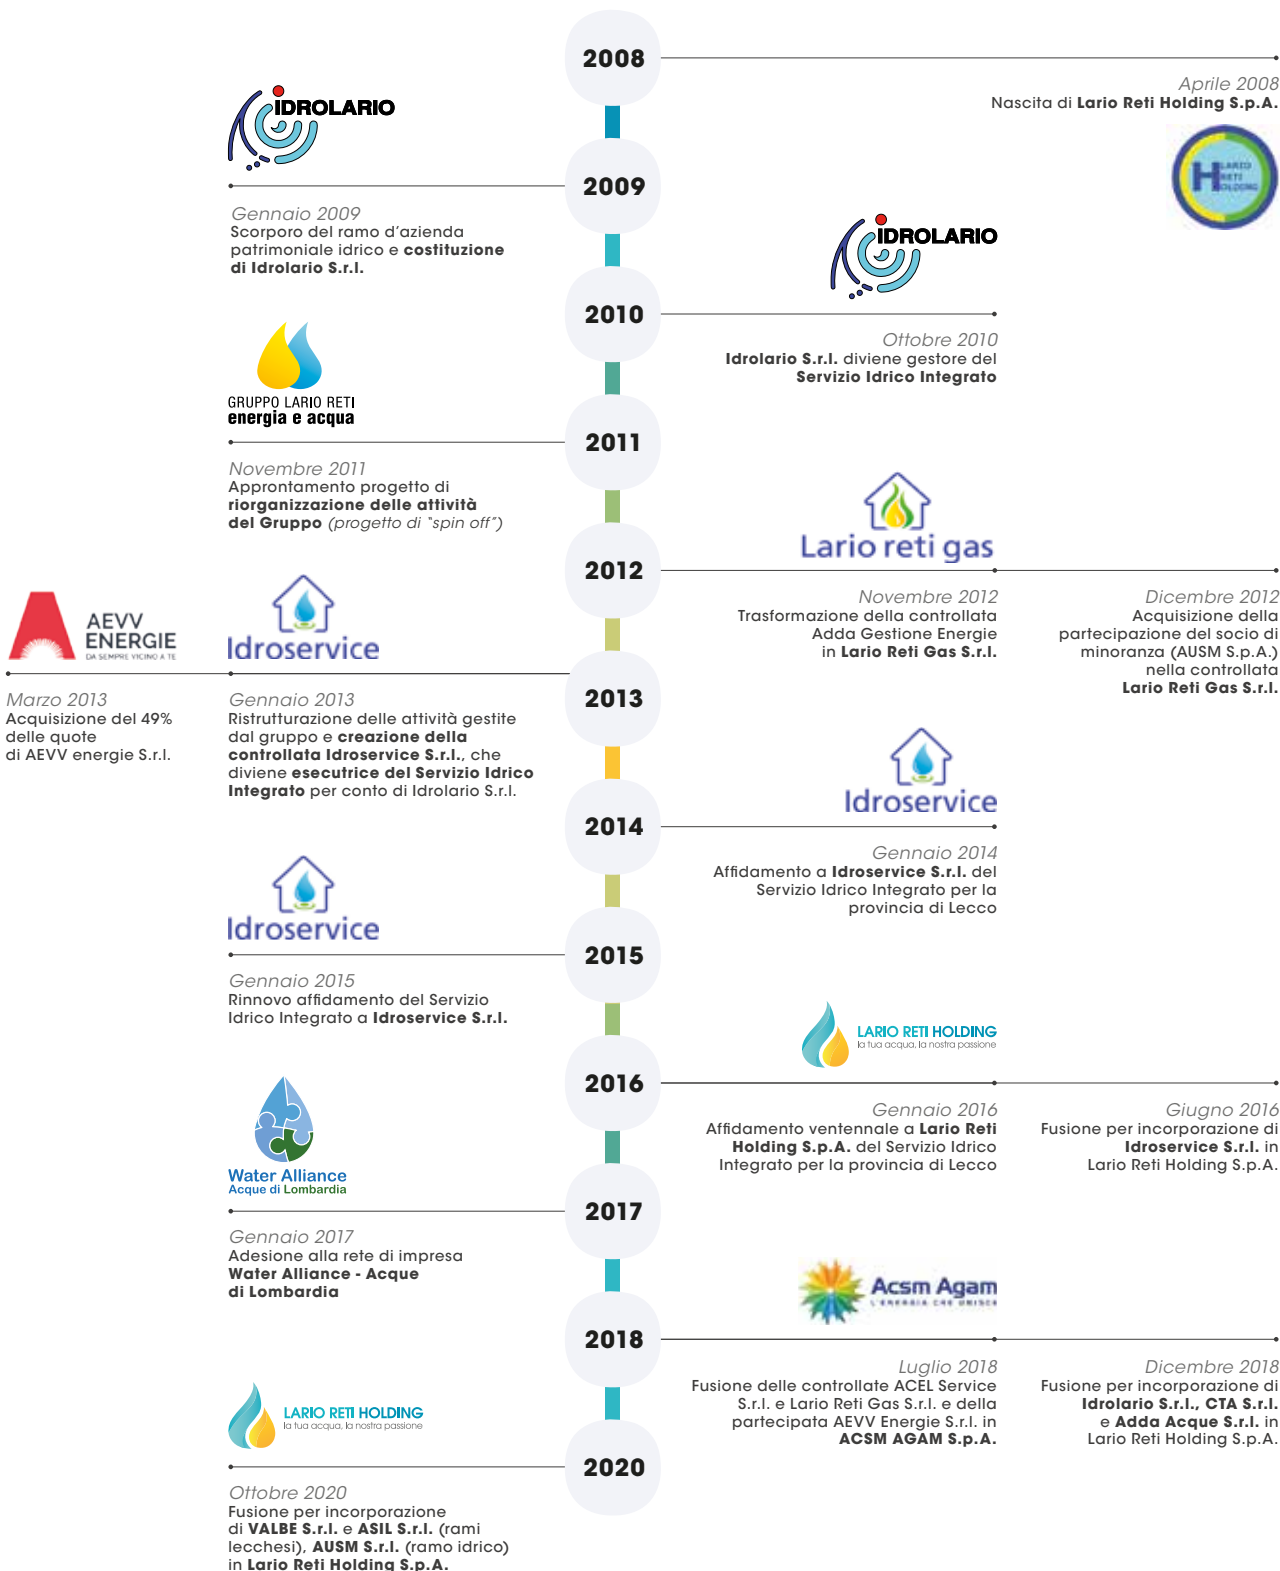 2008
Aprile 2008
Nascita di Lario Reti Holding S.p.A.
LARIO
RETI
HOLDING
IDROLARIO
2009
Gennaio 2009
Scorporo del ramo d'azienda
patrimoniale idrico e costituzione
di Idrolario S.r.l.
IDROLARIO
2010
Ottobre 2010
Idrolario S.r.l. diviene gestore del
Servizio Idrico Integrato
GRUPPO LARIO RETI
energia e acqua
2011
Novembre 2011
Approntamento progetto di
riorganizzazione delle attività
del Gruppo (progetto di "spin off")
Lario reti gas
2012
Novembre 2012
Trasformazione della controllata
Adda Gestione Energie
in Lario Reti Gas S.r.l.
Dicembre 2012
Acquisizione della
partecipazione del socio di
minoranza (AUSM S.p.A.)
nella controllata
Lario Reti Gas S.r.l.
AEVV
ENERGIE
DA SEMPRE VICINO A TE
Idroservice
2013
Marzo 2013
Acquisizione del 49%
delle quote
di AEVV energie S.r.l.
Gennaio 2013
Ristrutturazione delle attività gestite
dal gruppo e creazione della
controllata Idroservice S.r.l., che
diviene esecutrice del Servizio Idrico
Integrato per conto di Idrolario S.r.l.
Idroservice
2014
Gennaio 2014
Affidamento a Idroservice S.r.l. del
Servizio Idrico Integrato per la
provincia di Lecco
Idroservice
2015
Gennaio 2015
Rinnovo affidamento del Servizio
Idrico Integrato a Idroservice S.r.l.
LARIO RETI HOLDING
la tua acqua, la nostra passione
2016
Gennaio 2016
Affidamento ventennale a Lario Reti
Holding S.p.A. del Servizio Idrico
Integrato per la provincia di Lecco
Giugno 2016
Fusione per incorporazione di
Idroservice S.r.l. in
Lario Reti Holding S.p.A.
Water Alliance
Acque di Lombardia
2017
Gennaio 2017
Adesione alla rete di impresa
Water Alliance - Acque
di Lombardia
Acsm Agam
L'ENERGIA CHE UNISCE
2018
Luglio 2018
Fusione delle controllate ACEL Service
S.r.l. e Lario Reti Gas S.r.l. e della
partecipata AEVV Energie S.r.l. in
ACSM AGAM S.p.A.
Dicembre 2018
Fusione per incorporazione di
Idrolario S.r.l., CTA S.r.l.
e Adda Acque S.r.l. in
Lario Reti Holding S.p.A.
LARIO RETI HOLDING
la tua acqua, la nostra passione
2020
Ottobre 2020
Fusione per incorporazione
di VALBE S.r.l. e ASIL S.r.l. (rami
lecchesi), AUSM S.r.l. (ramo idrico)
in Lario Reti Holding S.p.A.